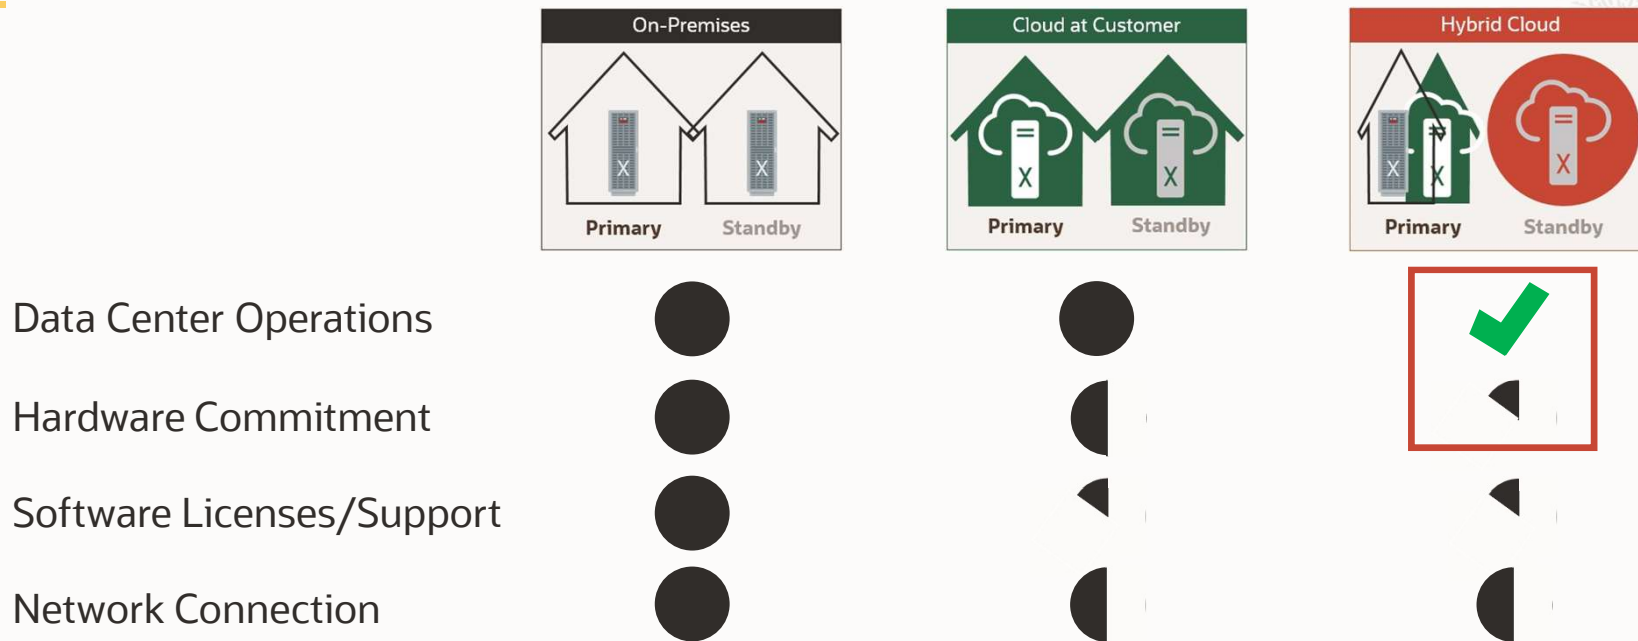 On-Premises
Cloud at Customer
Hybrid Cloud
X
X
X
X
X
X
X
Primary
Standby
Primary
Standby
Primary
Standby
Data Center Operations
Hardware Commitment
Software Licenses/Support
Network Connection